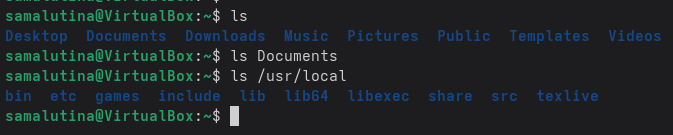 samalutina@VirtualBox:~$ ls
Desktop  Documents  Downloads  Music  Pictures  Public  Templates  Videos
samalutina@VirtualBox:~$ ls Documents
samalutina@VirtualBox:~$ ls /usr/local
bin  etc  games  include  lib  lib64  libexec  share  src  texlive
samalutina@VirtualBox:~$